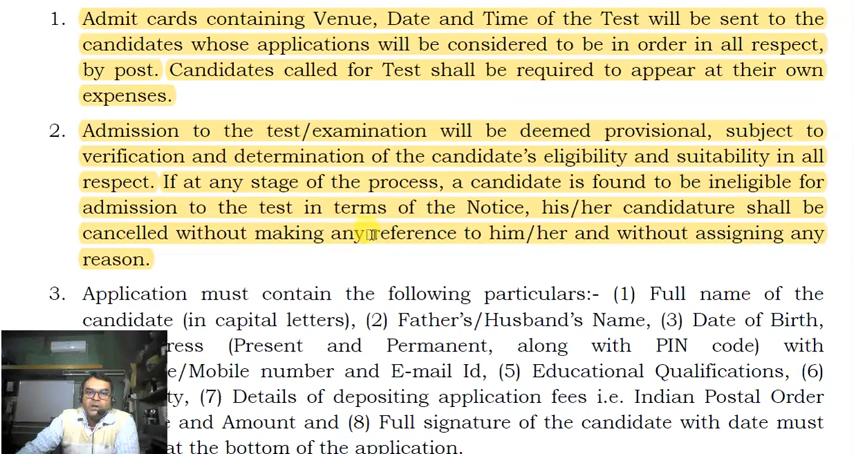 1. Admit cards containing Venue, Date and Time of the Test will be sent to the
candidates whose applications will be considered to be in order in all respect,
by post. Candidates called for Test shall be required to appear at their own
expenses.
2. Admission to the test/examination will be deemed provisional, subject to
verification and determination of the candidate's eligibility and suitability in all
respect. If at any stage of the process, a candidate is found to be ineligible for
admission to the test in terms of the Notice, his/her candidature shall be
cancelled without making any reference to him/her and without assigning any
reason.
3. Application must contain the following particulars:- (1) Full name of the
candidate (in capital letters), (2) Father's/Husband's Name, (3) Date of Birth,
(Present and Permanent, along with PIN code) with
/Mobile number and E-mail Id, (5) Educational Qualifications, (6)
(7) Details of depositing application fees i.e. Indian Postal Order
and Amount and (8) Full signature of the candidate with date must
at the bottom of the application.